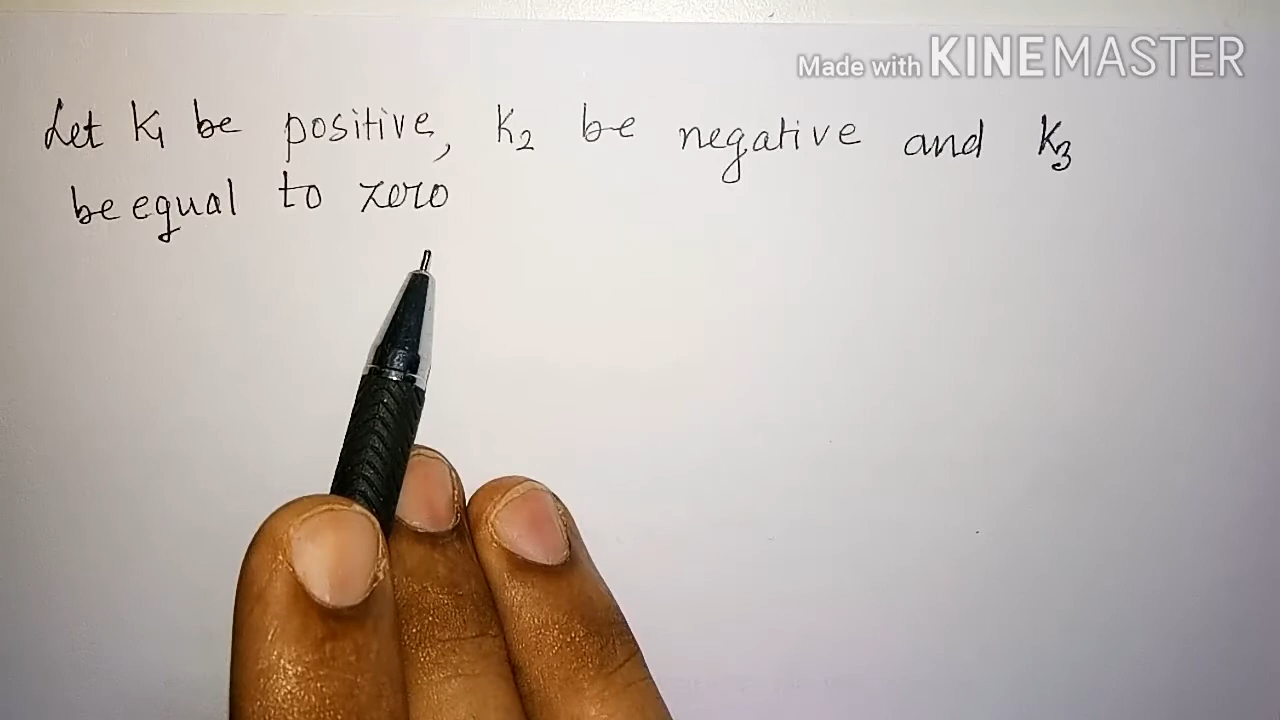 Made with KINEMASTER
Let K1 be positive, K2 be negative and K3
be equal to zero